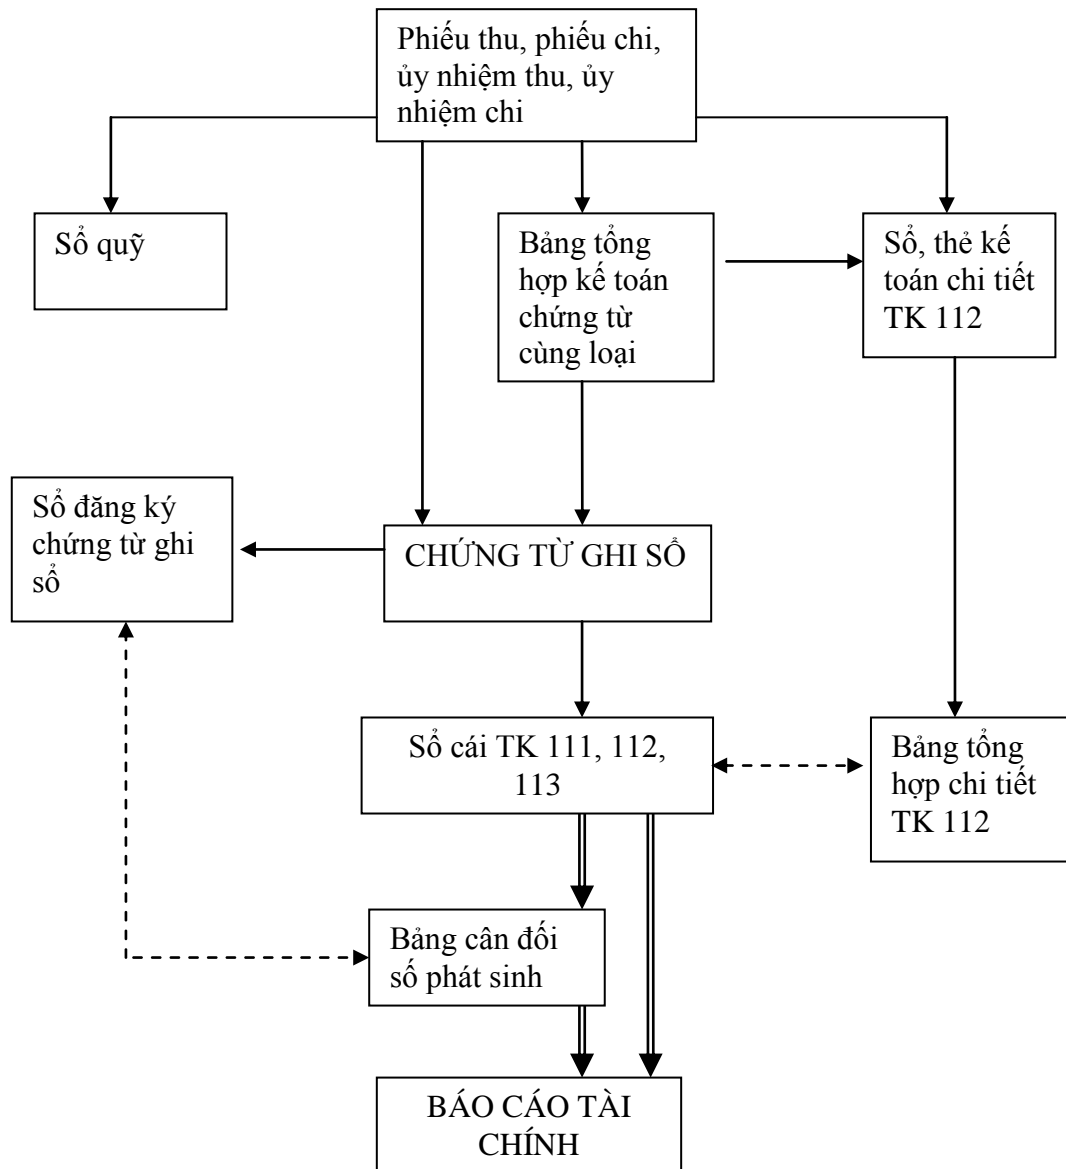 Phiếu thu, phiếu chi,
ủy nhiệm thu, ủy
nhiệm chi
Sổ quỹ
Bảng tổng
hợp kế toán
chứng từ
cùng loại
Sổ, thẻ kế
toán chi tiết
TK 112
Sổ đăng ký
chứng từ ghi
sổ
CHỨNG TỪ GHI SỔ
Sổ cái TK 111, 112,
113
Bảng tổng
hợp chi tiết
TK 112
Bảng cân đối
số phát sinh
BÁO CÁO TÀI
CHÍNH